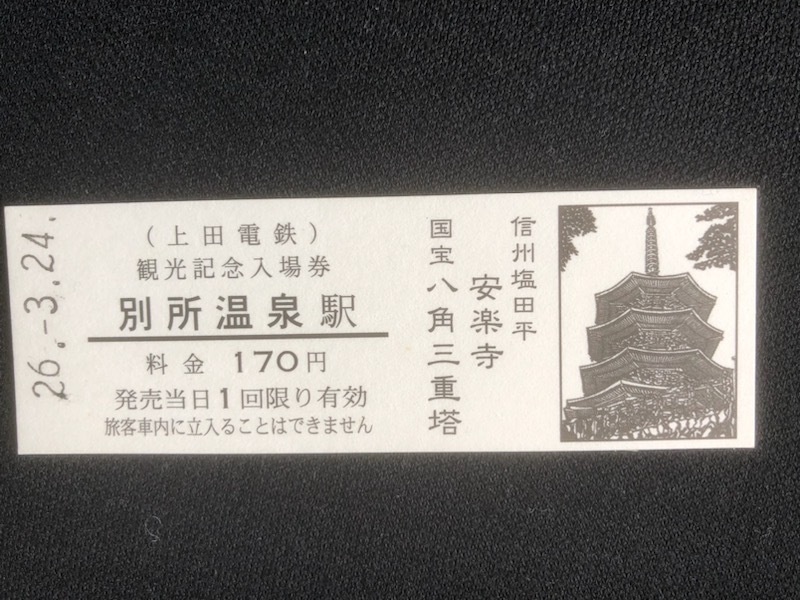 26.-3.24.
（上田電鉄）
観光記念入場券
別所温泉駅
料金 170円
発売当日1回限り有効
旅客車内に立入ることはできません
信州塩田平
安楽寺
国宝 八角三重塔